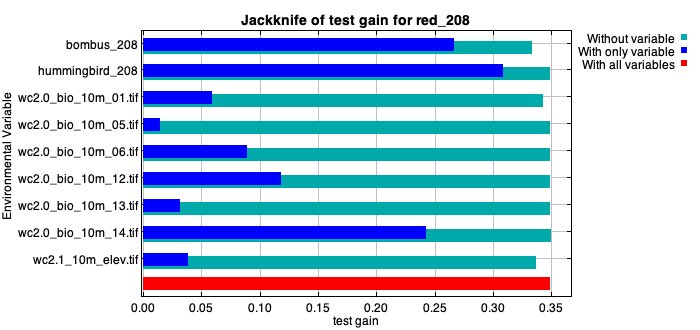 Jackknife of test gain for red_208
Without variable
With only variable
With all variables
Environmental Variable
bombus_208
hummingbird_208
wc2.0_bio_10m_01.tif
wc2.0_bio_10m_05.tif
wc2.0_bio_10m_06.tif
wc2.0_bio_10m_12.tif
wc2.0_bio_10m_13.tif
wc2.0_bio_10m_14.tif
wc2.1_10m_elev.tif
0.00 0.05 0.10 0.15 0.20 0.25 0.30 0.35
test gain